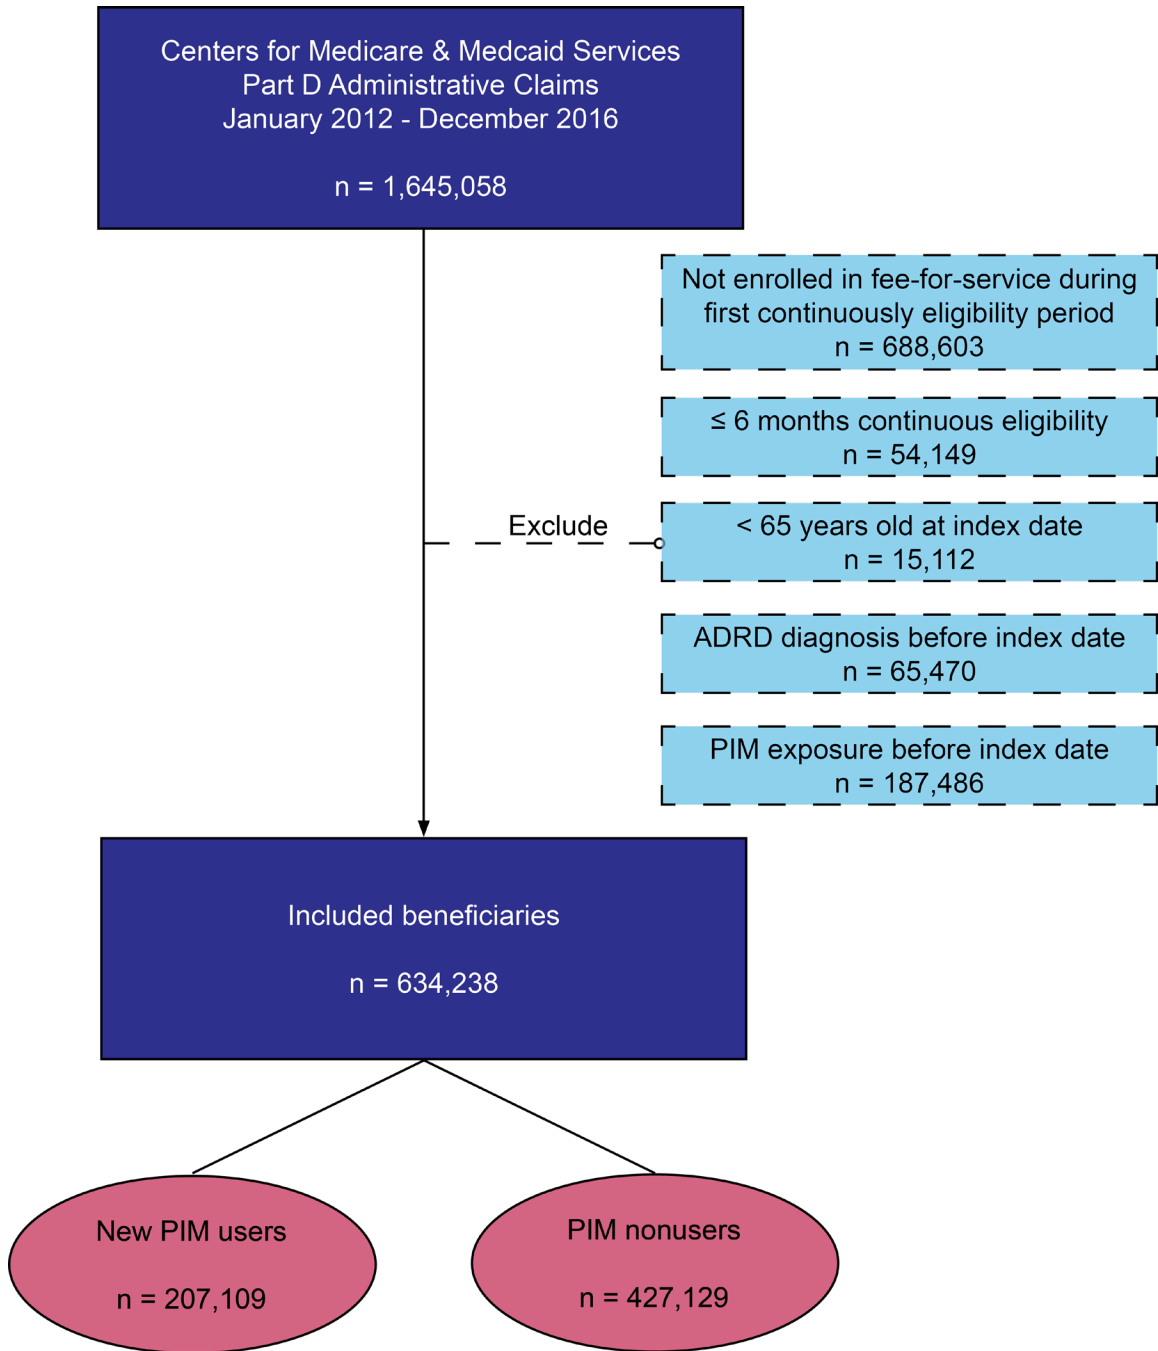 Centers for Medicare & Medcaid Services
Part D Administrative Claims
January 2012 - December 2016
n = 1,645,058
Not enrolled in fee-for-service during
first continuously eligibility period
n = 688,603
≤ 6 months continuous eligibility
n = 54,149
Exclude
< 65 years old at index date
n = 15,112
ADRD diagnosis before index date
n = 65,470
PIM exposure before index date
n = 187,486
Included beneficiaries
n = 634,238
New PIM users
n = 207,109
PIM nonusers
n = 427,129